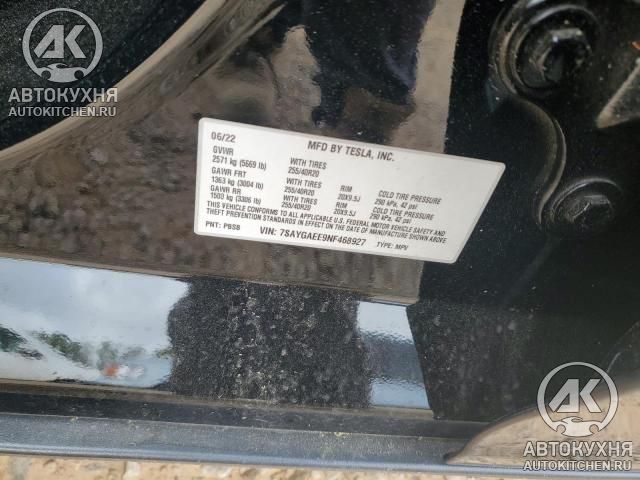 AK
АВТОКУХНЯ
AUTOKITCHEN.RU
06/22
MFD BY TESLA, INC.
GVWR
2571 kg (5669 lb) WITH TIRES 255/40R20
GAWR FRT
1363 kg (3004 lb) WITH TIRES 255/40R20 RIM 20X9.5J COLD TIRE PRESSURE 290 kPa, 42 psi
GAWR RR
1500 kg (3306 lb) WITH TIRES 255/40R20 RIM 20X9.5J COLD TIRE PRESSURE 290 kPa, 42 psi
THIS VEHICLE CONFORMS TO ALL APPLICABLE FEDERAL MOTOR VEHICLE
SAFETY AND THEFT PREVENTION STANDARDS IN EFFECT ON THE DATE OF MANUFACTURE SHOWN ABOVE.
PNT: PBSB VIN: 7SAYGAEE9NF468927 TYPE: MPV
AK
АВТОКУХНЯ
AUTOKITCHEN.RU